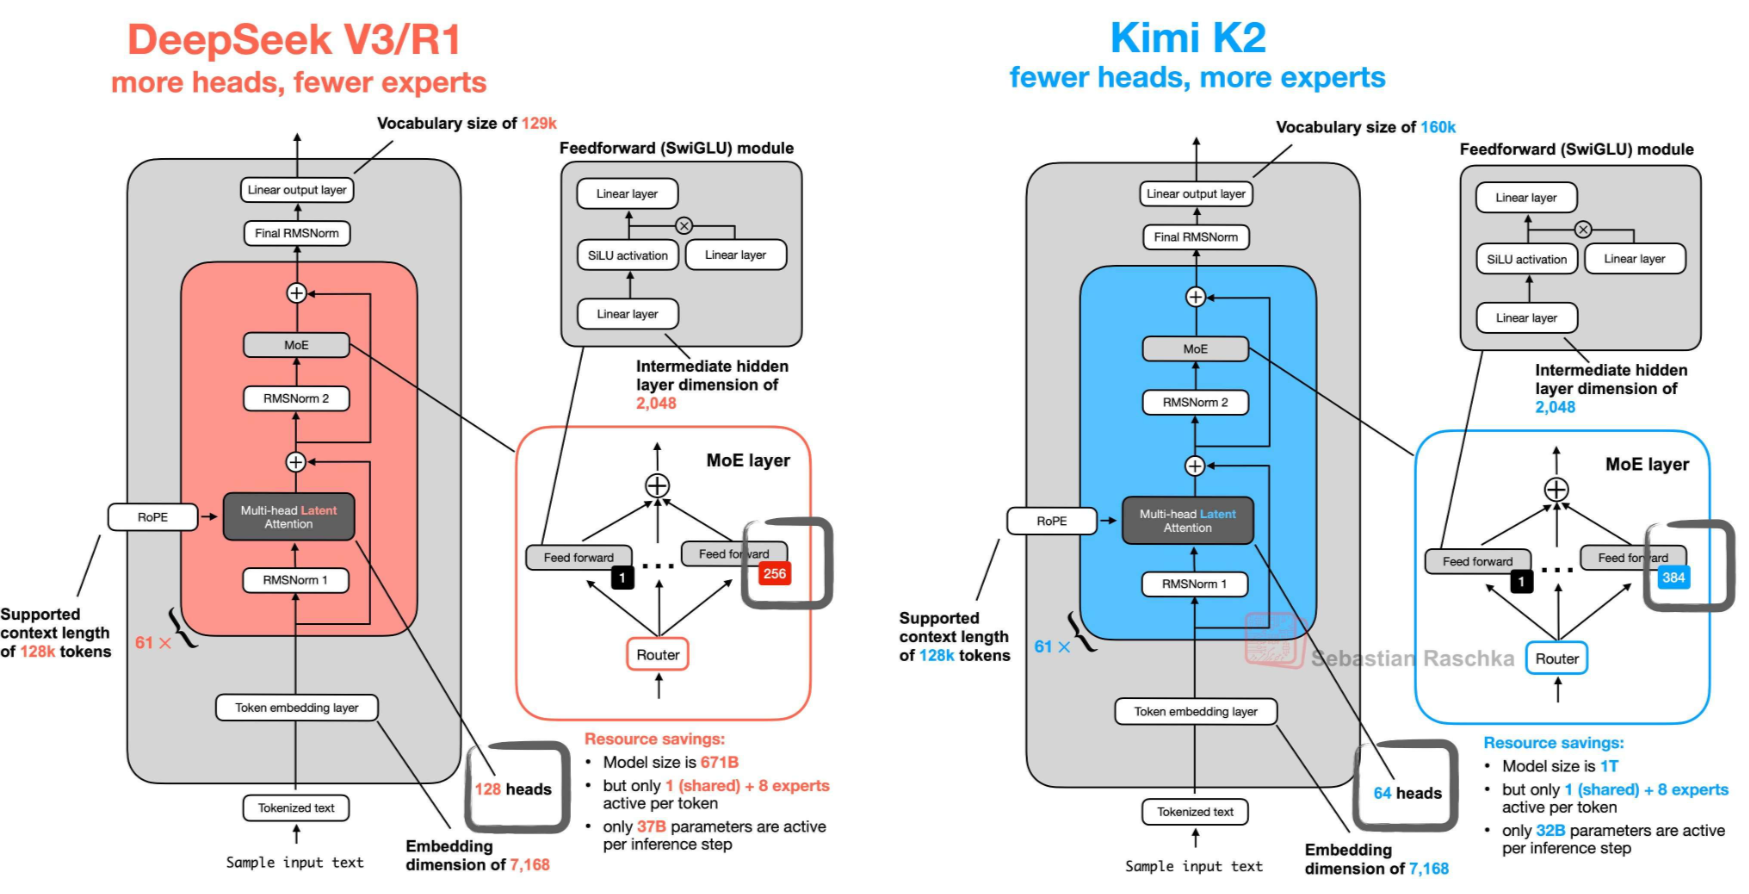 DeepSeek V3/R1
more heads, fewer experts
Vocabulary size of 129k
Feedforward (SwiGLU) module
Linear output layer
Final RMSNorm
Linear layer
SiLU activation
Linear layer
Linear layer
Intermediate hidden
layer dimension of
2,048
MoE
RMSNorm 2
Multi-head Latent
Attention
RoPE
RMSNorm 1
Supported
context length
of 128k tokens
61 ×
Token embedding layer
Tokenized text
Sample input text
128 heads
Embedding
dimension of 7,168
MoE layer
Feed forward
1
Feed forward
256
Router
Resource savings:
• Model size is 671B
• but only 1 (shared) + 8 experts
active per token
• only 37B parameters are active
per inference step
Kimi K2
fewer heads, more experts
Vocabulary size of 160k
Feedforward (SwiGLU) module
Linear output layer
Final RMSNorm
Linear layer
SiLU activation
Linear layer
Linear layer
Intermediate hidden
layer dimension of
2,048
MoE
RMSNorm 2
Multi-head Latent
Attention
RoPE
RMSNorm 1
Supported
context length
of 128k tokens
61 ×
Token embedding layer
Tokenized text
Sample input text
64 heads
Embedding
dimension of 7,168
MoE layer
Feed forward
1
Feed forward
384
Router
Sebastian Raschka
Resource savings:
• Model size is 1T
• but only 1 (shared) + 8 experts
active per token
• only 32B parameters are active
per inference step